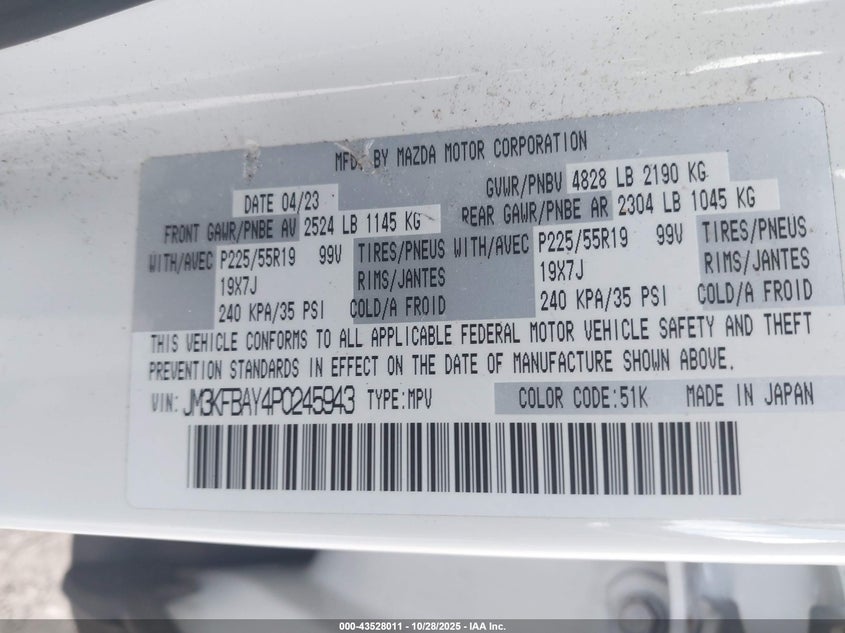 MFD. BY MAZDA MOTOR CORPORATION
DATE 04/23 GVWR/PNBV 4828 LB 2190 KG
FRONT GAWR/PNBE AV 2524 LB 1145 KG REAR GAWR/PNBE AR 2304 LB 1045 KG
WITH/AVEC P225/55R19 99V TIRES/PNEUS WITH/AVEC P225/55R19 99V TIRES/PNEUS
19X7J RIMS/JANTES 19X7J RIMS/JANTES
240 KPA/35 PSI COLD/A FROID 240 KPA/35 PSI COLD/A FROID
THIS VEHICLE CONFORMS TO ALL APPLICABLE FEDERAL MOTOR VEHICLE SAFETY AND THEFT
PREVENTION STANDARDS IN EFFECT ON THE DATE OF MANUFACTURE SHOWN ABOVE.
VIN: JM3KFBAY4P0245943 TYPE:MPV COLOR CODE:51K MADE IN JAPAN
000-43528011 | 10/28/2025 | IAA Inc.